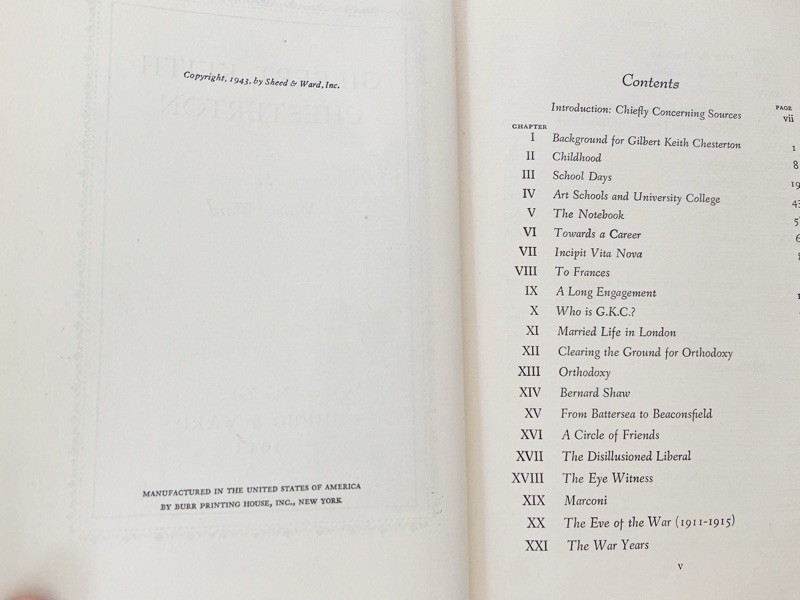 Copyright, 1943, by Sheed & Ward, Inc.
MANUFACTURED IN THE UNITED STATES OF AMERICA
BY BURR PRINTING HOUSE, INC., NEW YORK
Contents
PAGE
Introduction: Chiefly Concerning Sources vii
CHAPTER
I Background for Gilbert Keith Chesterton 1
II Childhood 8
III School Days 19
IV Art Schools and University College
V The Notebook
VI Towards a Career
VII Incipit Vita Nova
VIII To Frances
IX A Long Engagement
X Who is G.K.C.?
XI Married Life in London
XII Clearing the Ground for Orthodoxy
XIII Orthodoxy
XIV Bernard Shaw
XV From Battersea to Beaconsfield
XVI A Circle of Friends
XVII The Disillusioned Liberal
XVIII The Eye Witness
XIX Marconi
XX The Eve of the War (1911-1915)
XXI The War Years
v